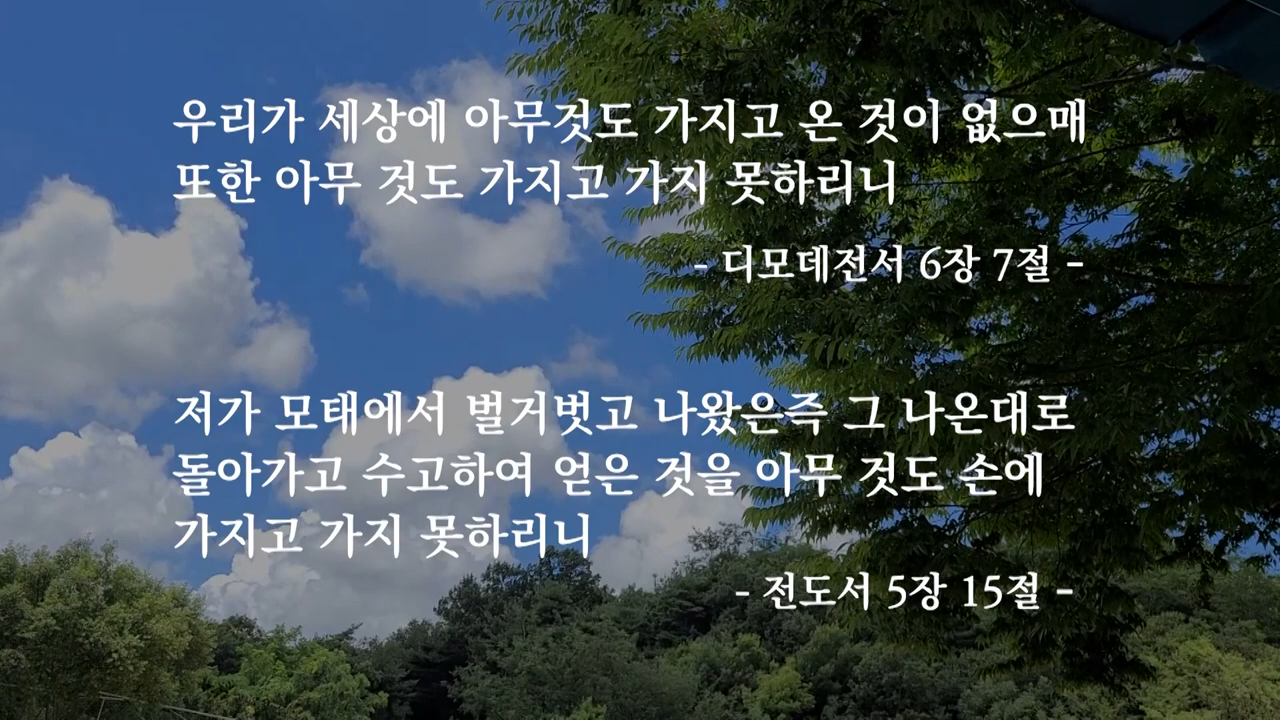 우리가 세상에 아무것도 가지고 온 것이 없으매
또한 아무 것도 가지고 가지 못하리니
- 디모데전서 6장 7절 -
저가 모태에서 벌거벗고 나왔은즉 그 나온대로
돌아가고 수고하여 얻은 것을 아무 것도 손에
가지고 가지 못하리니
- 전도서 5장 15절 -